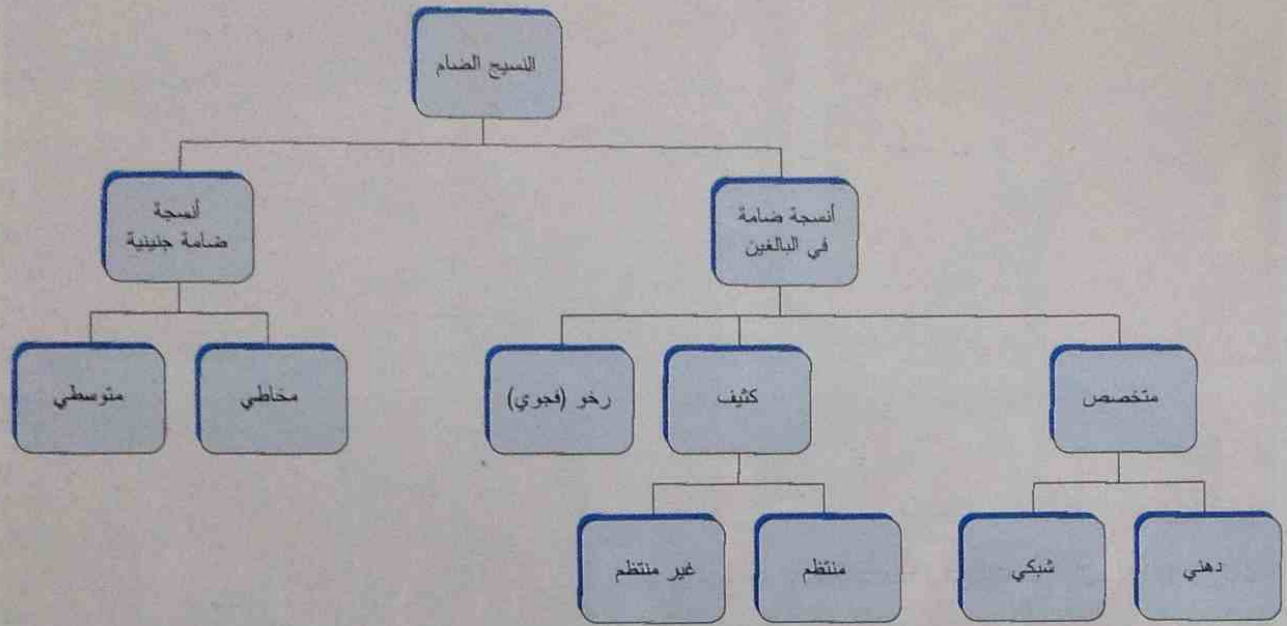 النسيج الضام
أنسجة ضامة
في البالغين
أنسجة
ضامة جنينية
متخصص
كثيف
رخو (فجوي)
مخاطي
متوسطي
دهني
شبكي
منتظم
غير منتظم